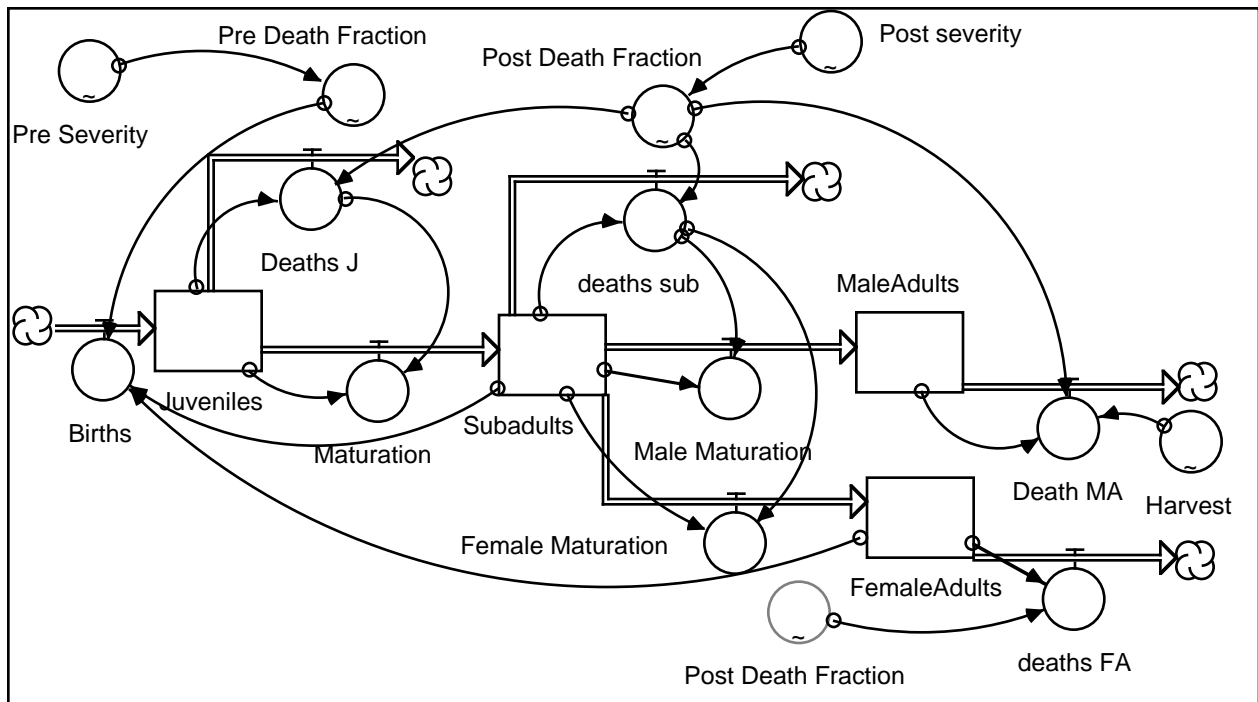 Pre Death Fraction
Post severity
Post Death Fraction
Pre Severity
Deaths J
deaths sub
MaleAdults
Juveniles
Births
Maturation
Subadults
Male Maturation
Death MA
Harvest
Female Maturation
FemaleAdults
Post Death Fraction
deaths FA